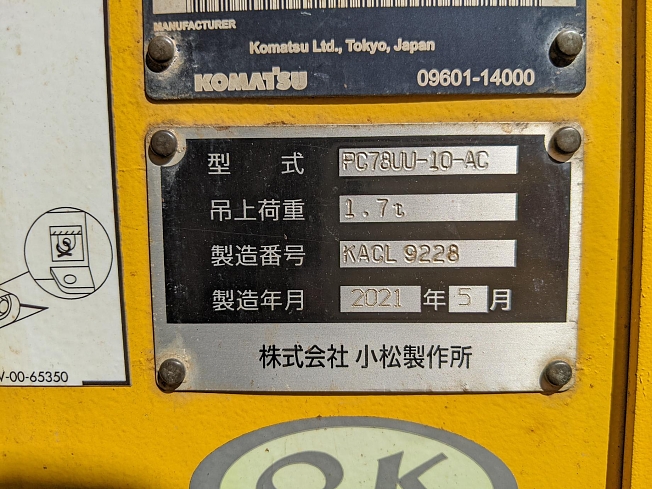 MANUFACTURER
Komatsu Ltd., Tokyo, Japan
KOMATSU 09601-14000
型 式 PC78UU-10-AC
吊上荷重 1.7t
製造番号 KACL 9228
製造年月 2021 年 5 月
株式会社 小松製作所
-00-65350
OK